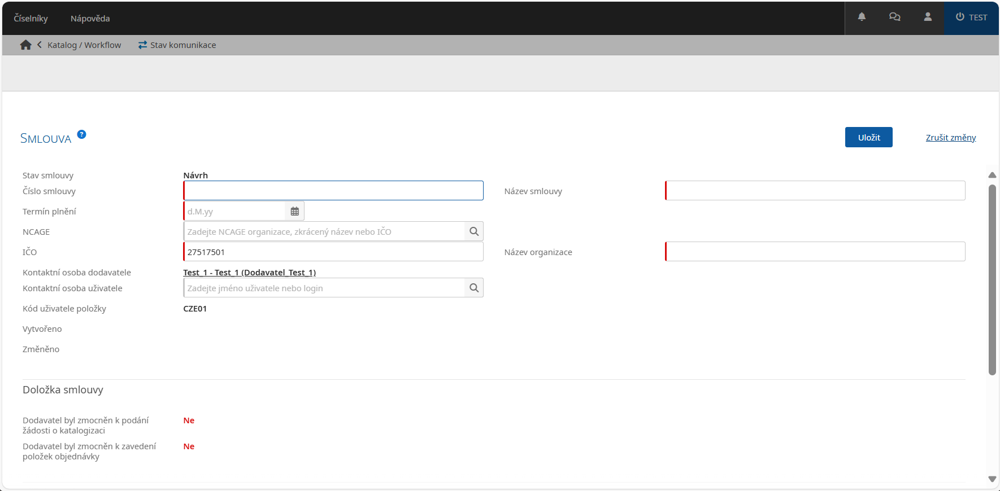 Číselníky Nápověda TEST
Katalog / Workflow Stav komunikace
SMLOUVA ? Uložit Zrušit změny
Stav smlouvy Návrh
Číslo smlouvy Název smlouvy
Termín plnění d.M.yy
NCAGE Zadejte NCAGE organizace, zkrácený název nebo IČO
IČO 27517501 Název organizace
Kontaktní osoba dodavatele Test_1 - Test_1 (Dodavatel_Test_1)
Kontaktní osoba uživatele Zadejte jméno uživatele nebo login
Kód uživatele položky CZE01
Vytvořeno
Změněno
Doložka smlouvy
Dodavatel byl zmocněn k podání Ne
žádosti o katalogizaci
Dodavatel byl zmocněn k zavedení Ne
položek objednávky